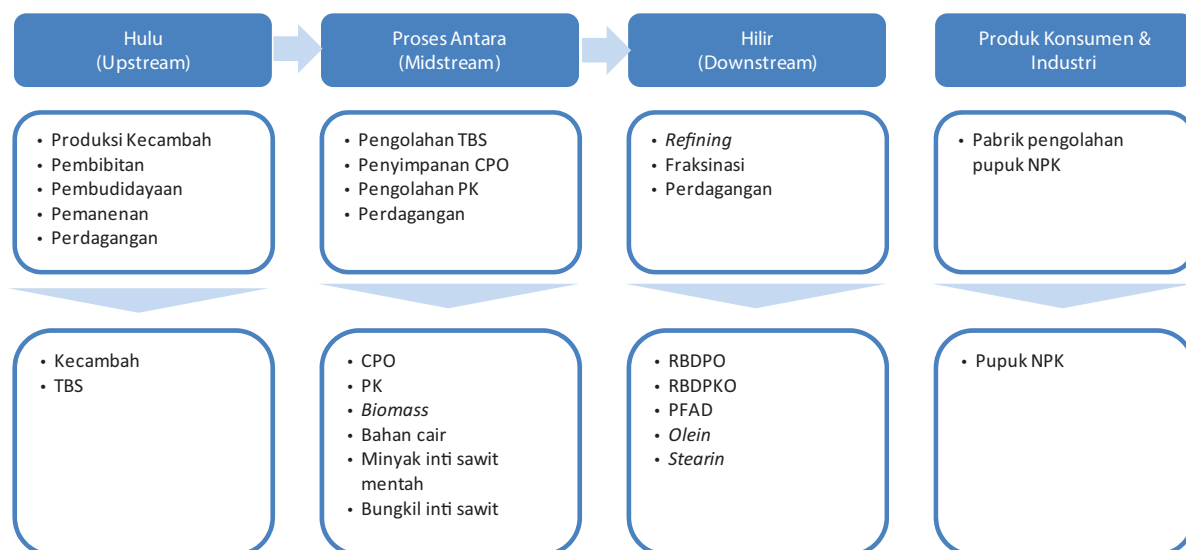 Hulu
(Upstream)
Proses Antara
(Midstream)
Hilir
(Downstream)
Produk Konsumen &
Industri
• Produksi Kecambah
• Pembibitan
• Pembudidayaan
• Pemanenan
• Perdagangan
• Pengolahan TBS
• Penyimpanan CPO
• Pengolahan PK
• Perdagangan
• Refining
• Fraksinasi
• Perdagangan
• Pabrik pengolahan
pupuk NPK
• Kecambah
• TBS
• CPO
• PK
• Biomass
• Bahan cair
• Minyak inti sawit
mentah
• Bungkil inti sawit
• RBDPO
• RBDPKO
• PFAD
• Olein
• Stearin
• Pupuk NPK